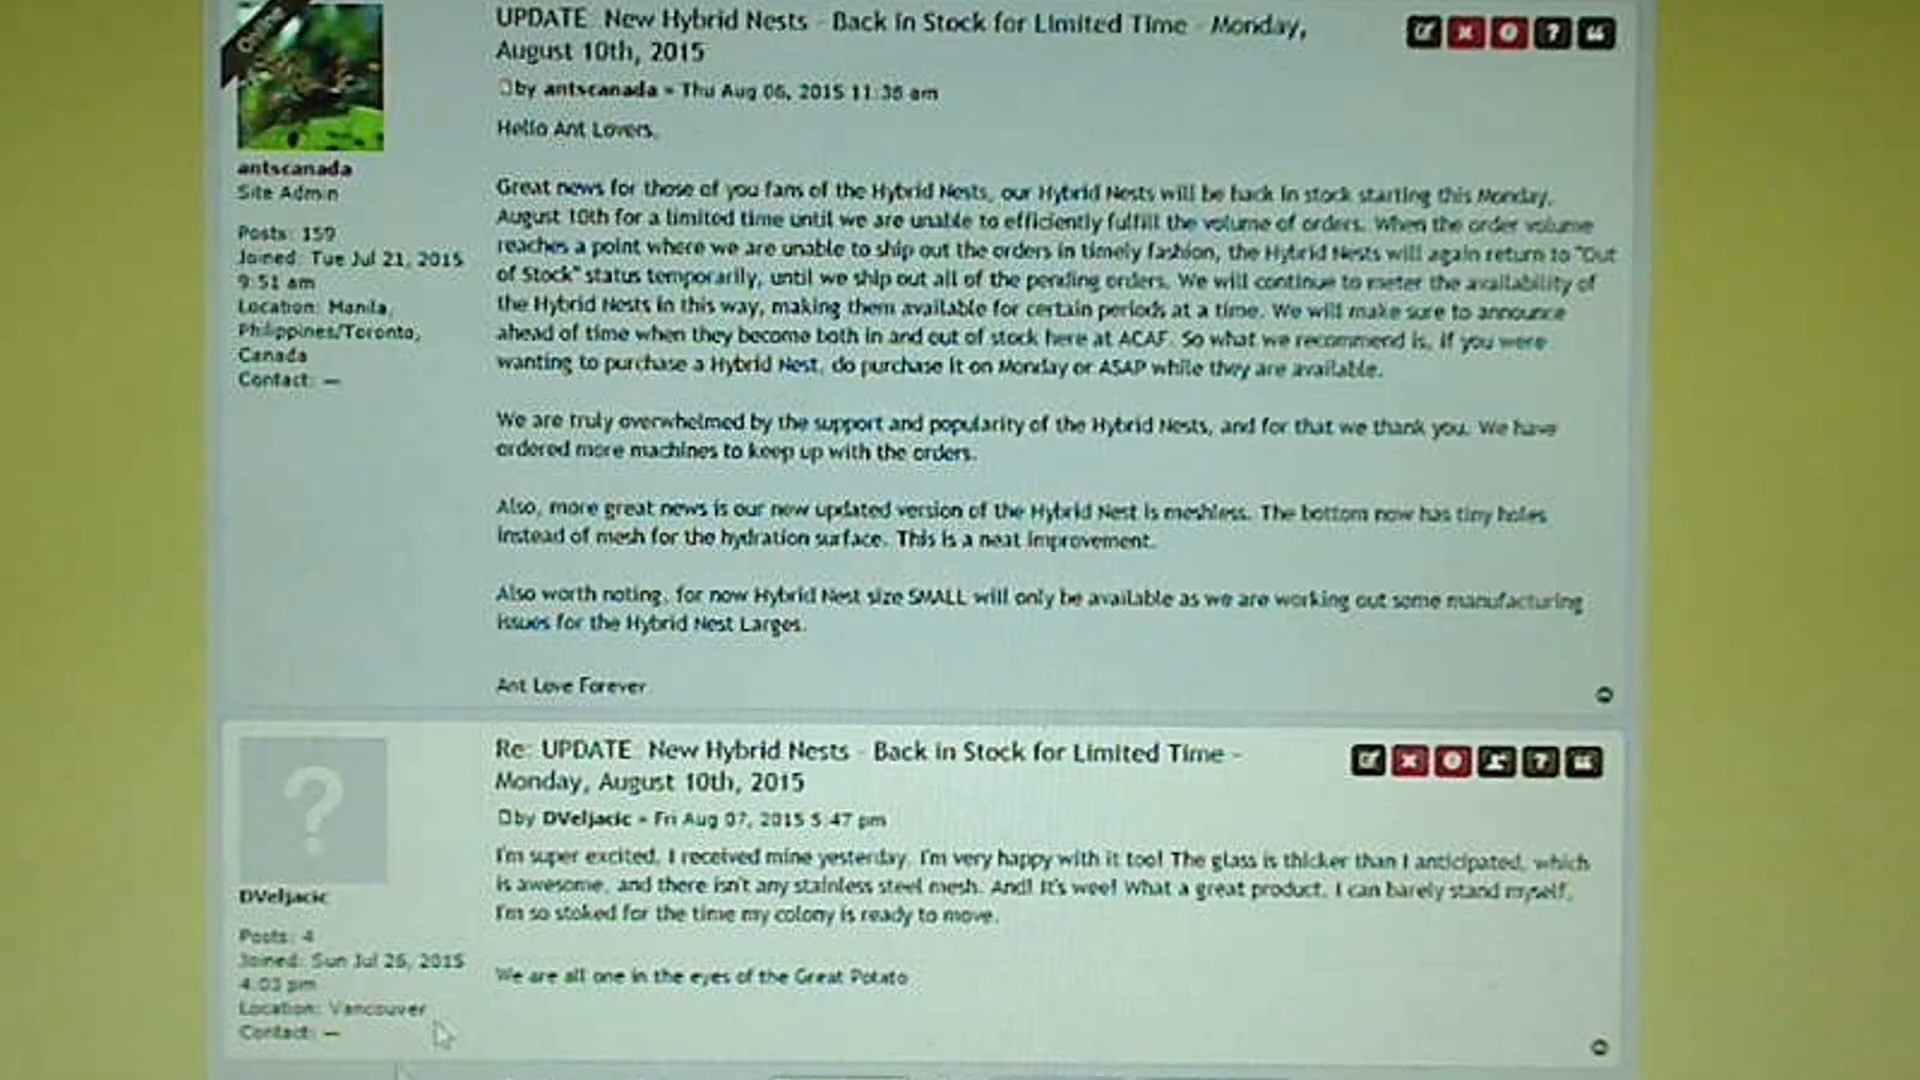 Online
UPDATE: New Hybrid Nests - Back in Stock for Limited Time - Monday,
August 10th, 2015
by antscanada » Thu Aug 06, 2015 11:36 am
Hello Ant Lovers,
antscanada
Site Admin
Posts: 159
Joined: Tue Jul 21, 2015
9:51 am
Location: Manila,
Philippines/Toronto,
Canada
Contact:
Great news for those of you fans of the Hybrid Nests, our Hybrid Nests will be back in stock starting this Monday,
August 10th for a limited time until we are unable to efficiently fulfill the volume of orders. When the order volume
reaches a point where we are unable to ship out the orders in timely fashion, the Hybrid Nests will again return to "Out
of Stock" status temporarily, until we ship out all of the pending orders. We will continue to meter the availability of
the Hybrid Nests in this way, making them available for certain periods at a time. We will make sure to announce
ahead of time when they become both in and out of stock here at ACAF. So what we recommend is, if you were
wanting to purchase a Hybrid Nest, do purchase it on Monday or ASAP while they are available.
We are truly overwhelmed by the support and popularity of the Hybrid Nests, and for that we thank you. We have
ordered more machines to keep up with the orders.
Also, more great news is our new updated version of the Hybrid Nest is meshless. The bottom now has tiny holes
instead of mesh for the hydration surface. This is a neat improvement.
Also worth noting, for now Hybrid Nest size SMALL will only be available as we are working out some manufacturing
issues for the Hybrid Nest Larges.
Ant Love Forever
Re: UPDATE: New Hybrid Nests - Back in Stock for Limited Time -
Monday, August 10th, 2015
by DVeljacic » Fri Aug 07, 2015 5:47 pm
DVeljacic
Posts: 4
Joined: Sun Jul 26, 2015
4:03 pm
Location: Vancouver
Contact:
I'm super excited, I received mine yesterday. I'm very happy with it too! The glass is thicker than I anticipated, which
is awesome, and there isn't any stainless steel mesh. And! It's wee! What a great product. I can barely stand myself,
I'm so stoked for the time my colony is ready to move.
We are all one in the eyes of the Great Potato